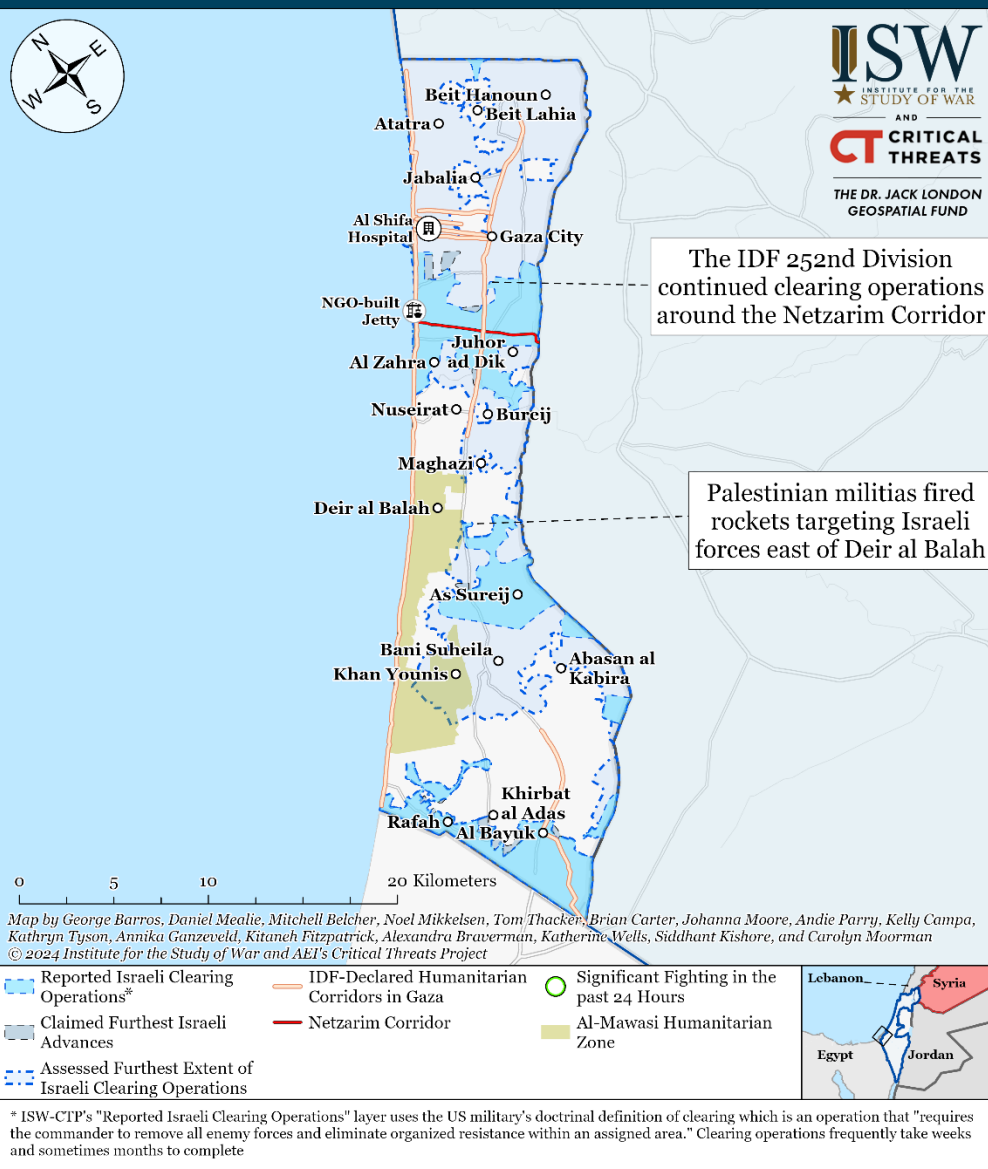 N
E
W
S
ISW
INSTITUTE FOR THE
STUDY OF WAR
AND
CT CRITICAL
THREATS
THE DR. JACK LONDON
GEOSPATIAL FUND
Beit Hanoun
Beit Lahia
Atatra
Jabalia
Al Shifa
Hospital
Gaza City
The IDF 252nd Division
continued clearing operations
around the Netzarim Corridor
NGO-built
Jetty
Juhor
ad Dik
Al Zahra
Nuseirat
Bureij
Maghazi
Deir al Balah
Palestinian militias fired
rockets targeting Israeli
forces east of Deir al Balah
As Sureij
Bani Suheila
Khan Younis
Abasan al
Kabira
Khirbat
al Adas
Rafah
Al Bayuk
0 5 10 20 Kilometers
Map by George Barros, Daniel Mealie, Mitchell Belcher, Noel Mikkelsen, Tom Thacker, Brian Carter, Johanna Moore, Andie Parry, Kelly Campa,
Kathryn Tyson, Annika Ganzeveld, Kitaneh Fitzpatrick, Alexandra Braverman, Katherine Wells, Siddhant Kishore, and Carolyn Moorman
© 2024 Institute for the Study of War and AEI's Critical Threats Project
Reported Israeli Clearing
Operations*
Claimed Furthest Israeli
Advances
Assessed Furthest Extent of
Israeli Clearing Operations
IDF-Declared Humanitarian
Corridors in Gaza
Netzarim Corridor
Significant Fighting in the
past 24 Hours
Al-Mawasi Humanitarian
Zone
Lebanon
Syria
Egypt
Jordan
* ISW-CTP's "Reported Israeli Clearing Operations" layer uses the US military's doctrinal definition of clearing which is an operation that "requires
the commander to remove all enemy forces and eliminate organized resistance within an assigned area." Clearing operations frequently take weeks
and sometimes months to complete